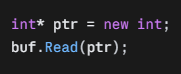 int* ptr = new int;
buf.Read(ptr);